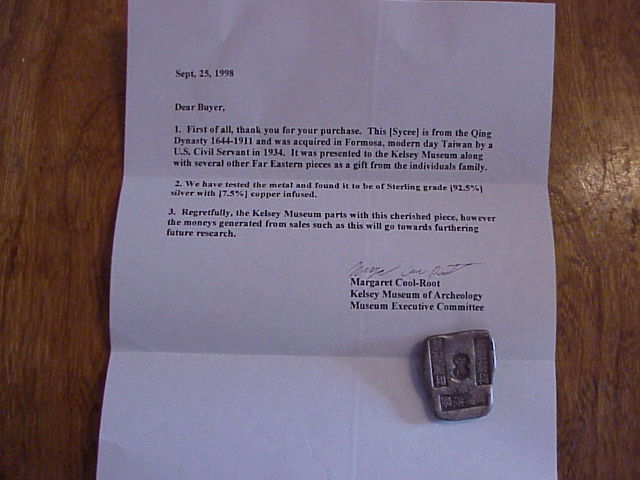 Sept, 25, 1998
Dear Buyer,
1. First of all, thank you for your purchase. This [Sycee] is from the Qing
Dynasty 1644-1911 and was acquired in Formosa, modern day Taiwan by a
U.S. Civil Servant in 1934. It was presented to the Kelsey Museum along
with several other Far Eastern pieces as a gift from the individuals family.
2. We have tested the metal and found it to be of Sterling grade [92.5%]
silver with [7.5%] copper infused.
3. Regretfully, the Kelsey Museum parts with this cherished piece, however
the moneys generated from sales such as this will go towards furthering
future research.
Margaret Cool-Root
Kelsey Museum of Archeology
Museum Executive Committee